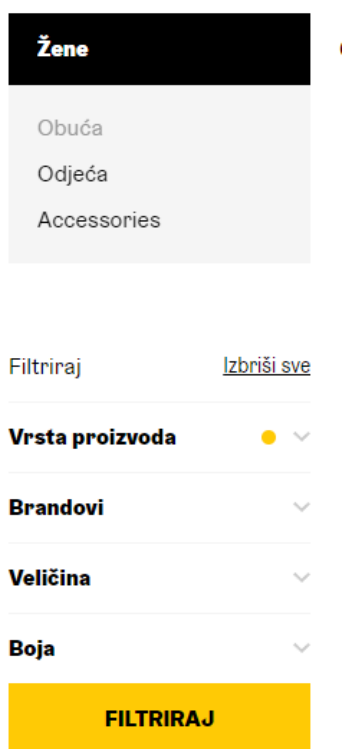 Žene
Obuća
Odjeća
Accessories
Filtriraj Izbriši sve
Vrsta proizvoda
Brandovi
Veličina
Boja
FILTRIRAJ